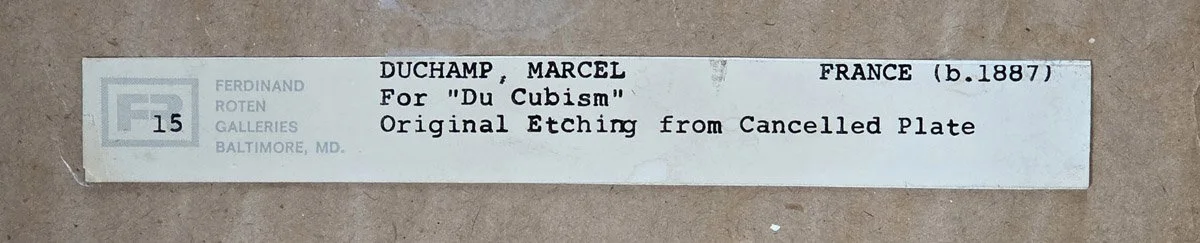 FERDINAND
ROTEN
GALLERIES
BALTIMORE, MD.
FR
15
DUCHAMP, MARCEL FRANCE (b.1887)
For "Du Cubism"
Original Etching from Cancelled Plate